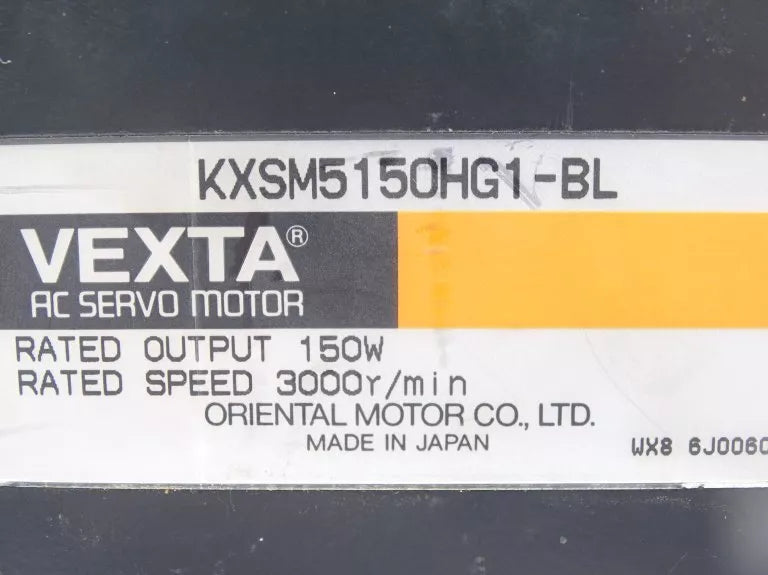 KXSM5150HG1-BL
VEXTA®
AC SERVO MOTOR
RATED OUTPUT 150W
RATED SPEED 3000r/min
ORIENTAL MOTOR CO., LTD.
MADE IN JAPAN
WX8 6J0060